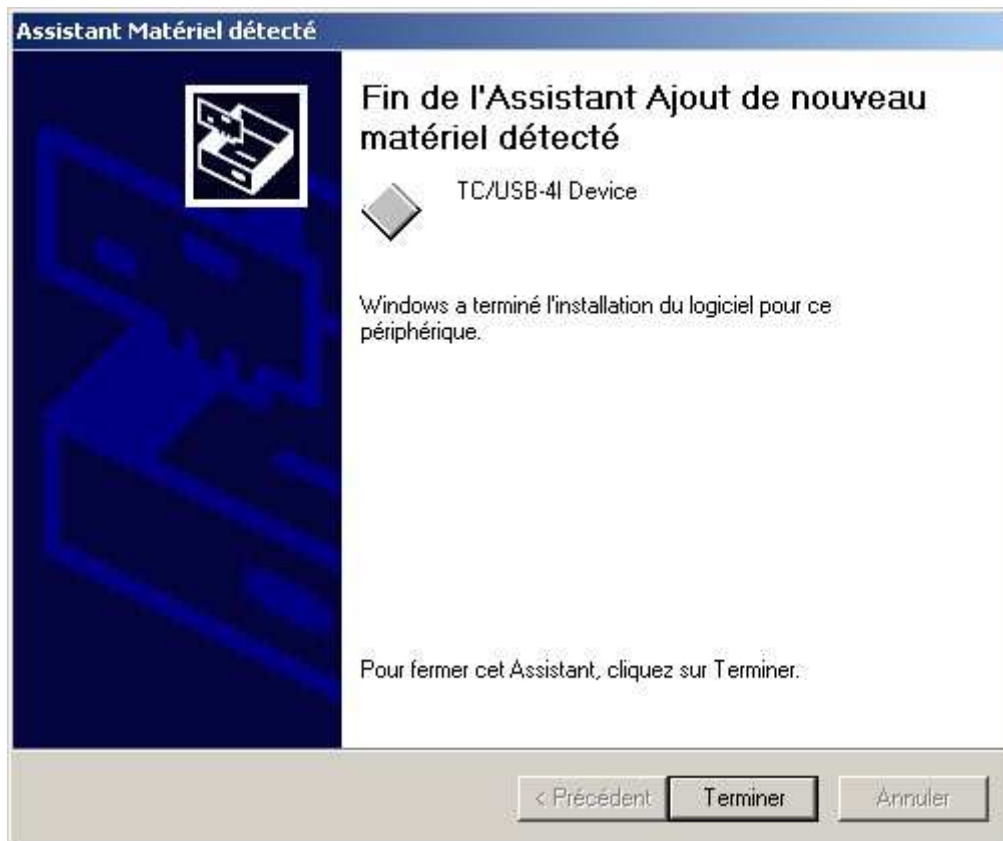 Assistant Matériel détecté
Fin de l'Assistant Ajout de nouveau
matériel détecté
TC/USB-4I Device
Windows a terminé l'installation du logiciel pour ce
périphérique.
Pour fermer cet Assistant, cliquez sur Terminer.
< Précédent
Terminer
Annuler